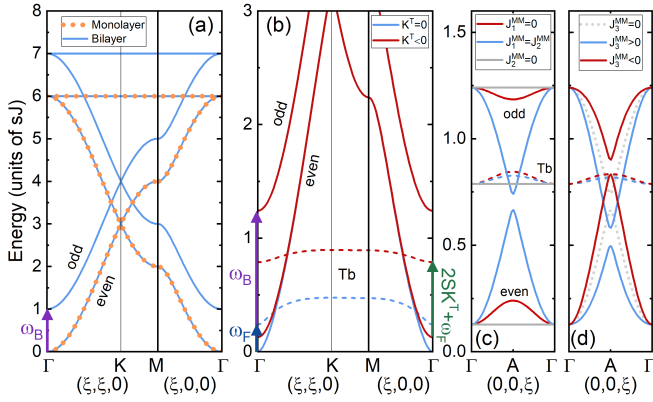 (a)
Monolayer
Bilayer
8
7
6
5
4
3
2
1
0
Energy (units of sJ)
odd
even
ω_B
Γ K M Γ
(ξ,ξ,0) (ξ,0,0)
(b)
K^T=0
K^T<0
3
2
1
0
odd
even
Tb
ω_B
ω_F
2SK^T+ω_F
Γ K M Γ
(ξ,ξ,0) (ξ,0,0)
J_1^MM=0
J_1^MM=J_2^MM
J_2^MM=0
1.0
0.5
0.0
odd
even
(c)
Γ A Γ
(0,0,ξ)
J_3^MM=0
J_3^MM>0
J_3^MM<0
Tb
(d)
Γ A Γ
(0,0,ξ)